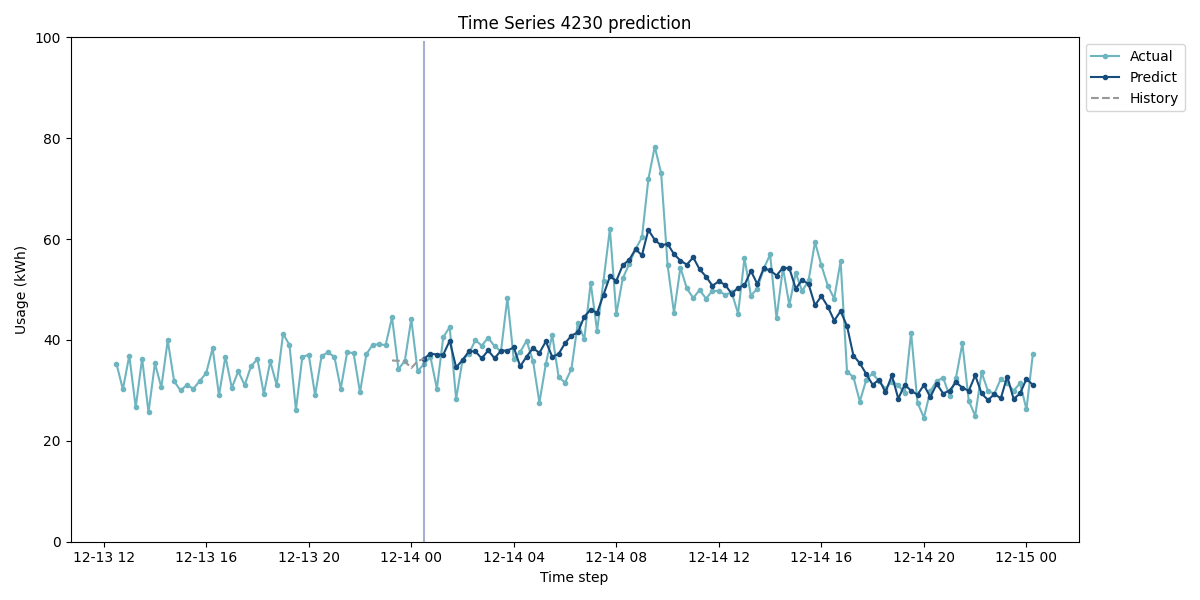 Time Series 4230 prediction
100
80
60
40
20
0
Usage (kWh)
12-13 12 12-13 16 12-13 20 12-14 00 12-14 04 12-14 08 12-14 12 12-14 16 12-14 20 12-15 00
Time step
Actual
Predict
History